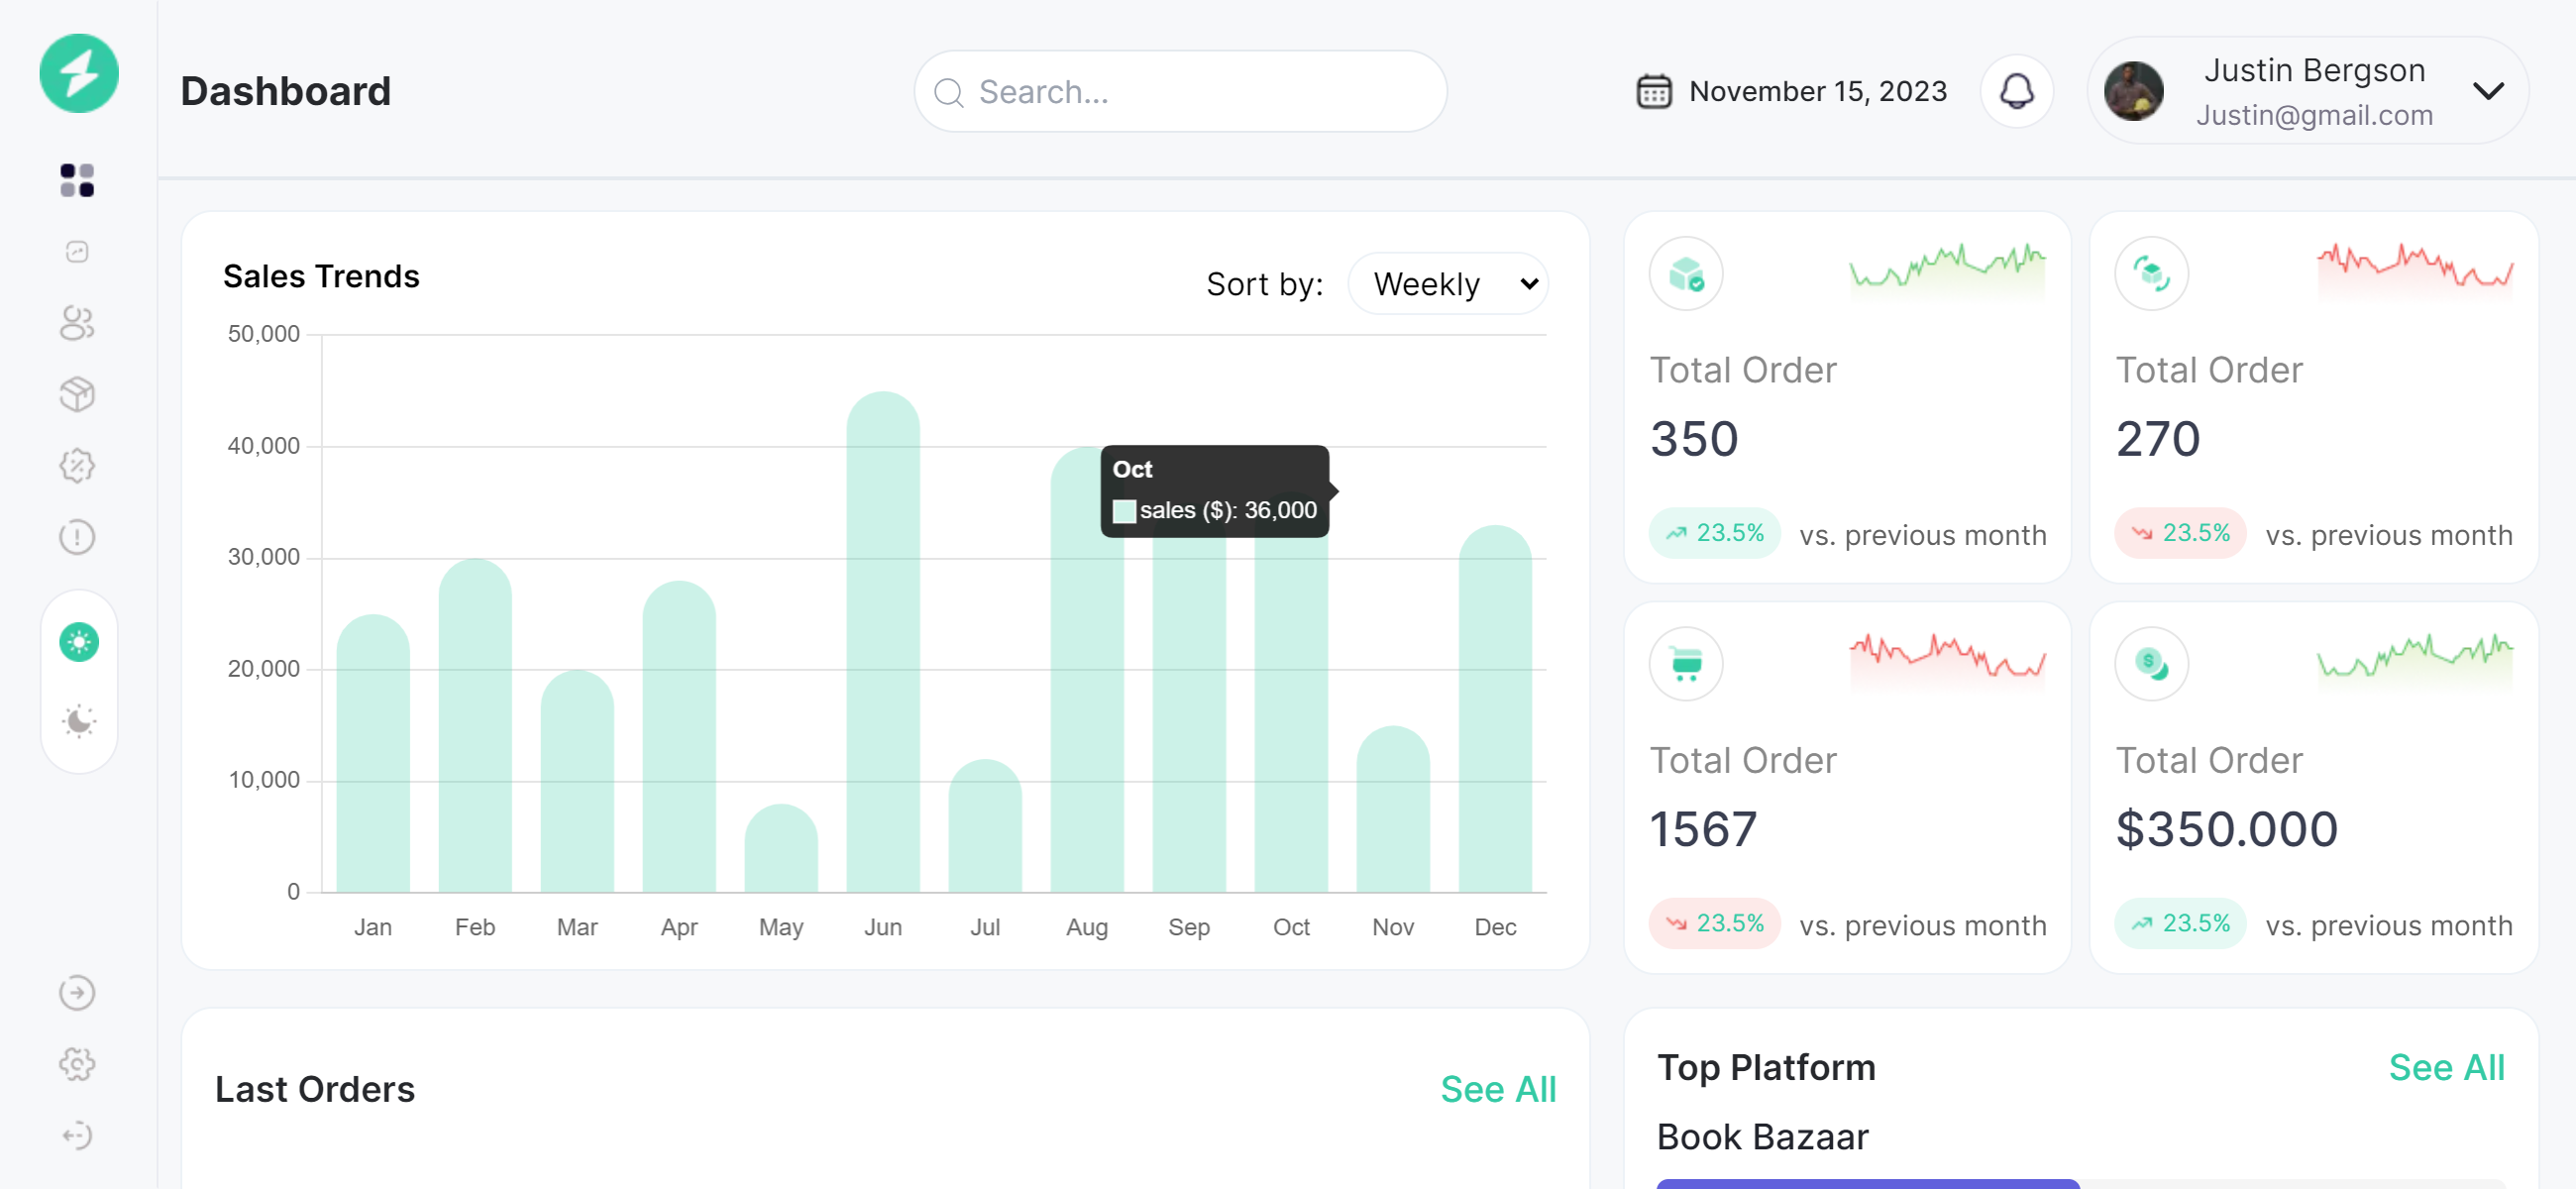 Dashboard
Search...
November 15, 2023
Justin Bergson
Justin@gmail.com
Sales Trends
Sort by:
Weekly
50,000
40,000
30,000
20,000
10,000
0
Oct
sales ($): 36,000
Jan
Feb
Mar
Apr
May
Jun
Jul
Aug
Sep
Oct
Nov
Dec
Total Order
350
23.5%
vs. previous month
Total Order
270
23.5%
vs. previous month
Total Order
1567
23.5%
vs. previous month
Total Order
$350.000
23.5%
vs. previous month
Last Orders
See All
Top Platform
See All
Book Bazaar